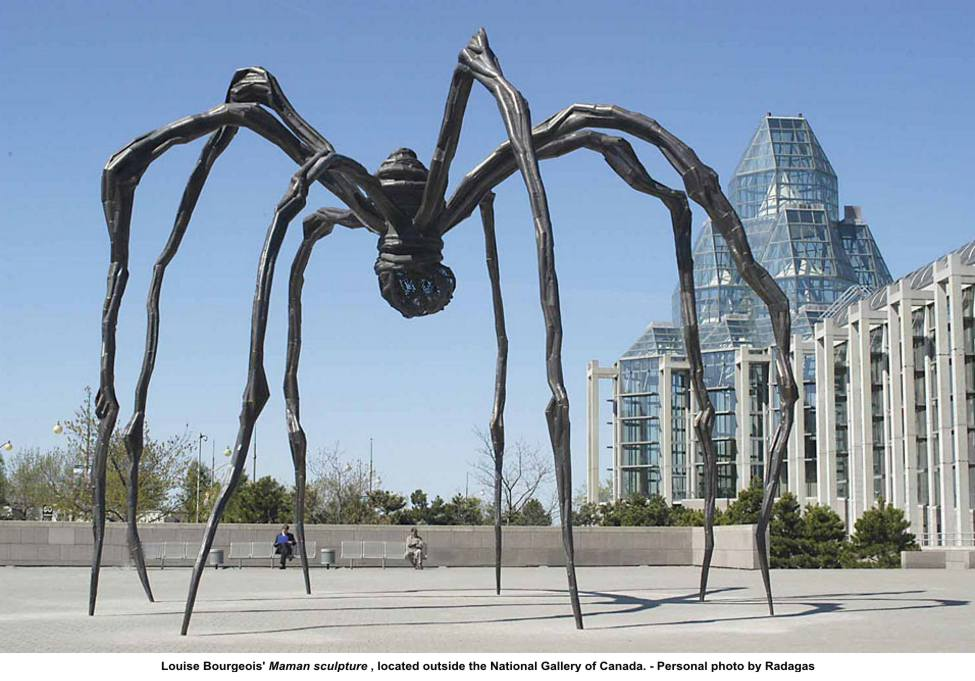 Louise Bourgeois' Maman sculpture , located outside the National Gallery of Canada. - Personal photo by Radagas